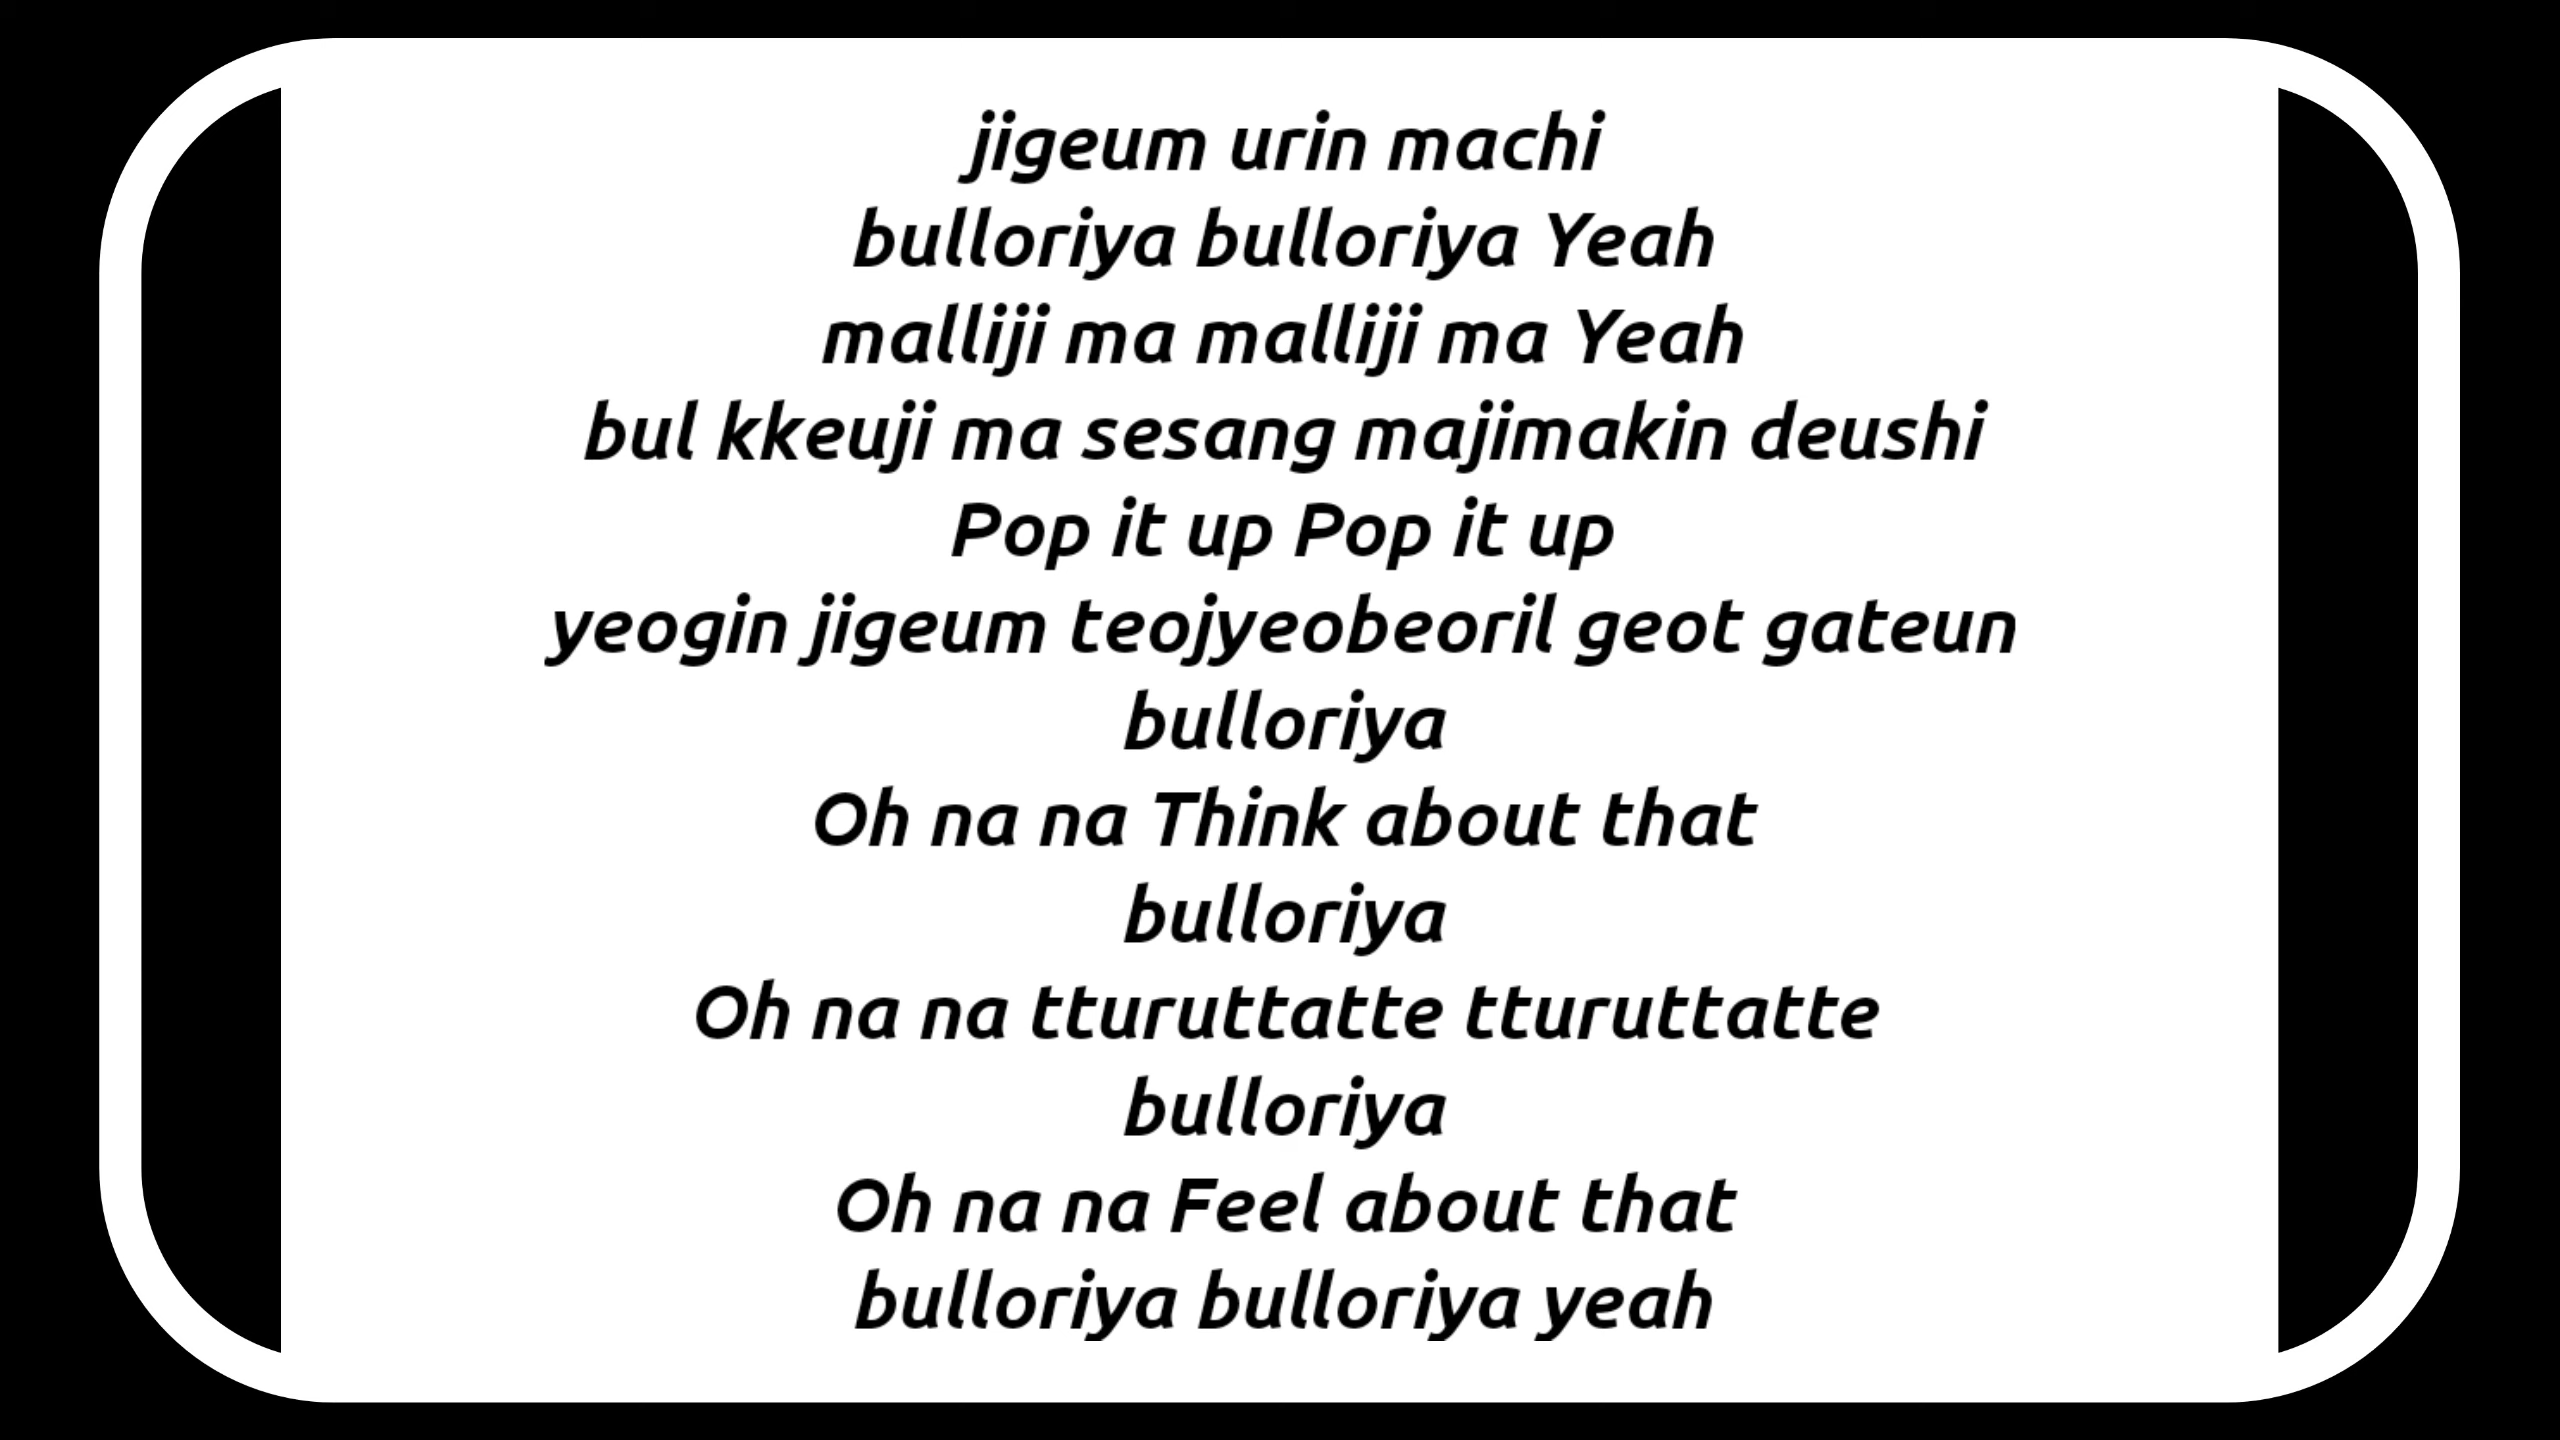 jigeum urin machi
bulloriya bulloriya Yeah
malliji ma malliji ma Yeah
bul kkeuji ma sesang majimakin deushi
Pop it up Pop it up
yeogin jigeum teojyeobeoril geot gateun
bulloriya
Oh na na Think about that
bulloriya
Oh na na tturuttatte tturuttatte
bulloriya
Oh na na Feel about that
bulloriya bulloriya yeah